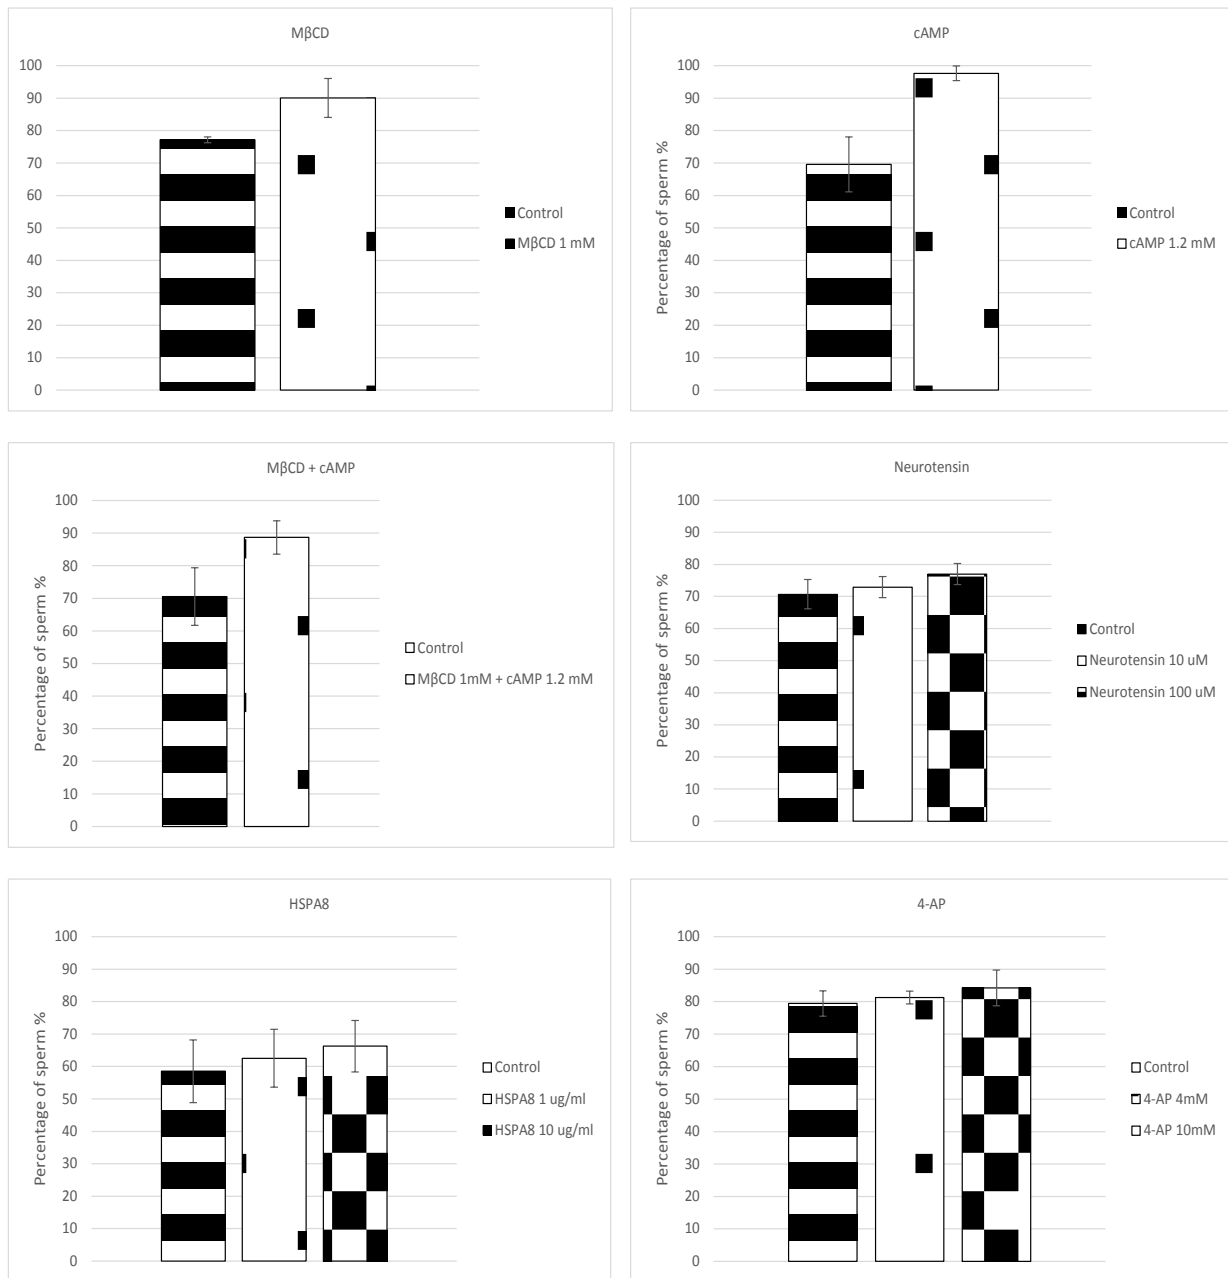 MβCD
100
90
80
70
60
50
40
30
20
10
0
Control
MβCD 1 mM
cAMP
Percentage of sperm %
100
90
80
70
60
50
40
30
20
10
0
Control
cAMP 1.2 mM
MβCD + cAMP
Percentage of sperm %
100
90
80
70
60
50
40
30
20
10
0
Control
MβCD 1mM + cAMP 1.2 mM
Neurotensin
Percentage of sperm %
100
90
80
70
60
50
40
30
20
10
0
Control
Neurotensin 10 uM
Neurotensin 100 uM
HSPA8
Percentage of sperm %
100
90
80
70
60
50
40
30
20
10
0
Control
HSPA8 1 ug/ml
HSPA8 10 ug/ml
4-AP
Percentage of sperm %
100
90
80
70
60
50
40
30
20
10
0
Control
4-AP 4mM
4-AP 10mM